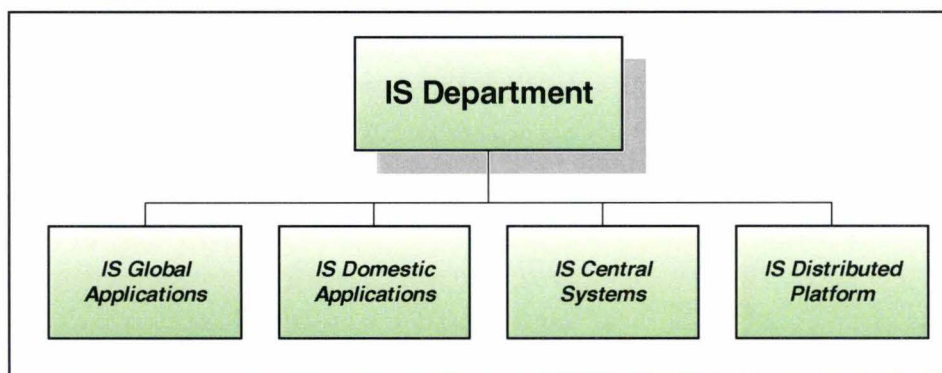 IS Department
IS Global
Applications
IS Domestic
Applications
IS Central
Systems
IS Distributed
Platform